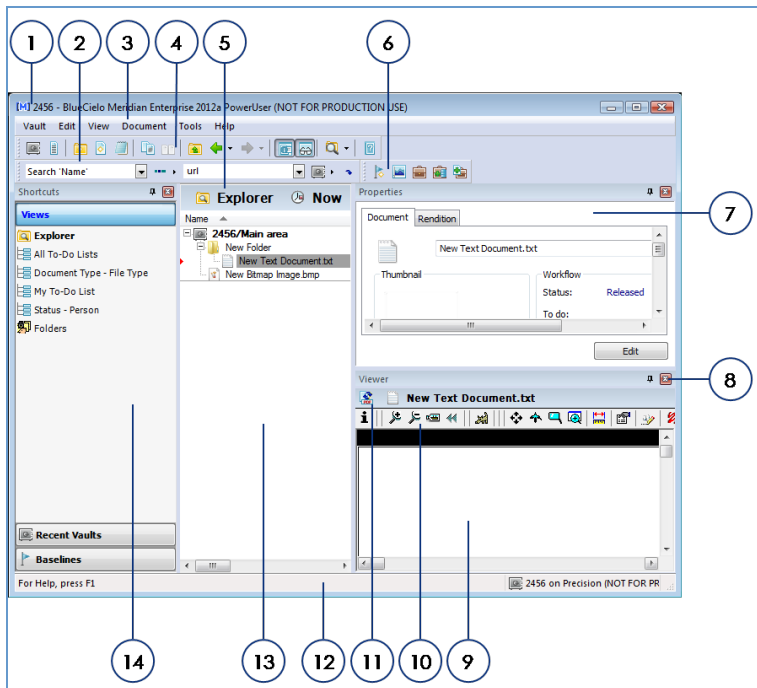 1 2 3 4 5 6
2456 - BlueCielo Meridian Enterprise 2012a PowerUser (NOT FOR PRODUCTION USE)
Vault Edit View Document Tools Help
Search 'Name' url
Shortcuts
Views
Explorer
All To-Do Lists
Document Type - File Type
My To-Do List
Status - Person
Folders
Recent Vaults
Baselines
Explorer Now
Name
2456/Main area
New Folder
New Text Document.txt
New Bitmap Image.bmp
Properties
Document Rendition
New Text Document.txt
Thumbnail
Workflow
Status: Released
To do:
Edit
7
Viewer
8
New Text Document.txt
For Help, press F1
2456 on Precision (NOT FOR PR
14 13 12 11 10 9